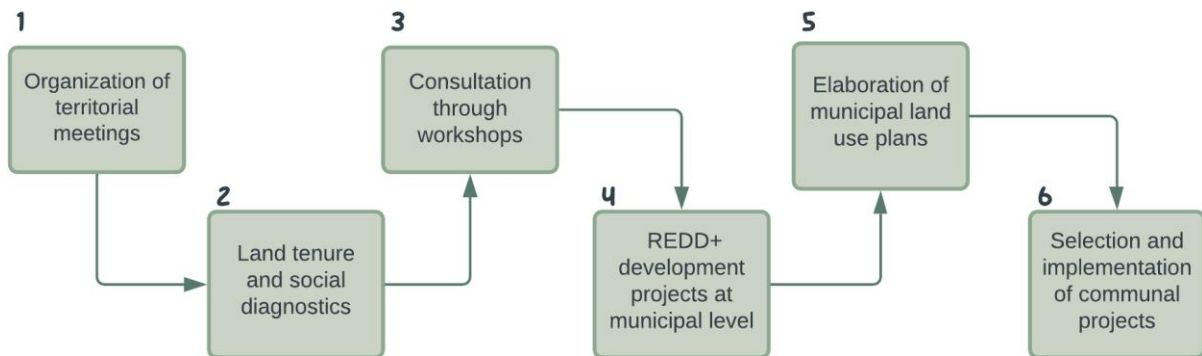 1
Organization of
territorial
meetings
2
Land tenure
and social
diagnostics
3
Consultation
through
workshops
4
REDD+
development
projects at
municipal level
5
Elaboration of
municipal land
use plans
6
Selection and
implementation
of communal
projects